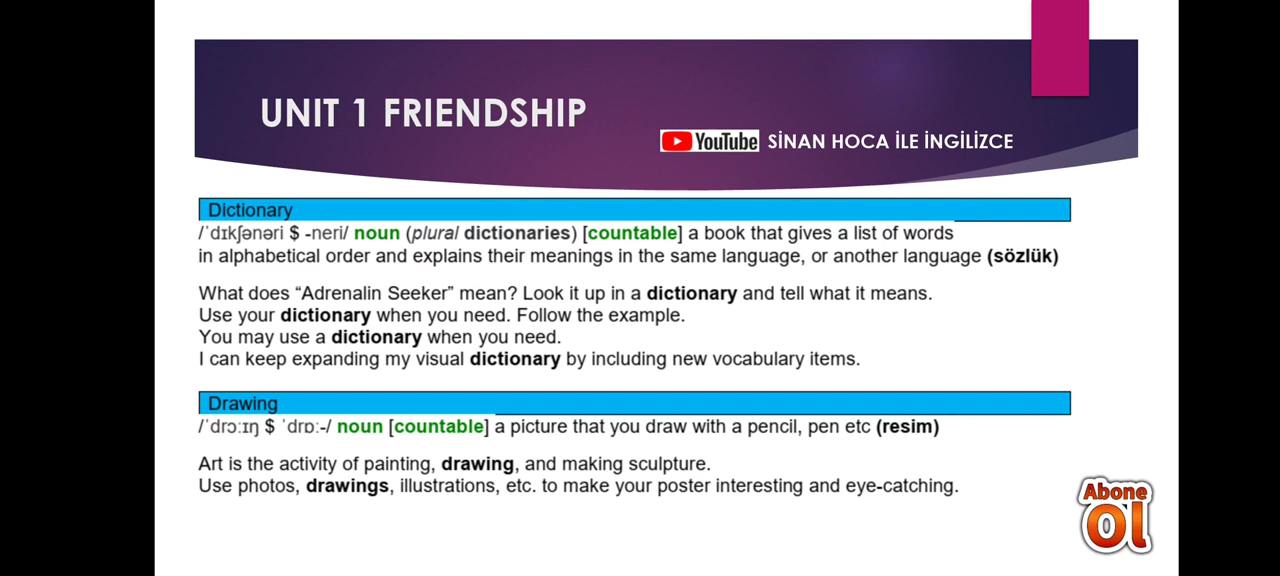 UNIT 1 FRIENDSHIP
YouTube SİNAN HOCA İLE İNGİLİZCE
Dictionary
/ˈdɪkʃənəri $ -neri/ noun (plural dictionaries) [countable] a book that gives a list of words
in alphabetical order and explains their meanings in the same language, or another language (sözlük)
What does “Adrenalin Seeker” mean? Look it up in a dictionary and tell what it means.
Use your dictionary when you need. Follow the example.
You may use a dictionary when you need.
I can keep expanding my visual dictionary by including new vocabulary items.
Drawing
/ˈdrɔːɪŋ $ ˈdrɒː-/ noun [countable] a picture that you draw with a pencil, pen etc (resim)
Art is the activity of painting, drawing, and making sculpture.
Use photos, drawings, illustrations, etc. to make your poster interesting and eye-catching.
Abone
ol